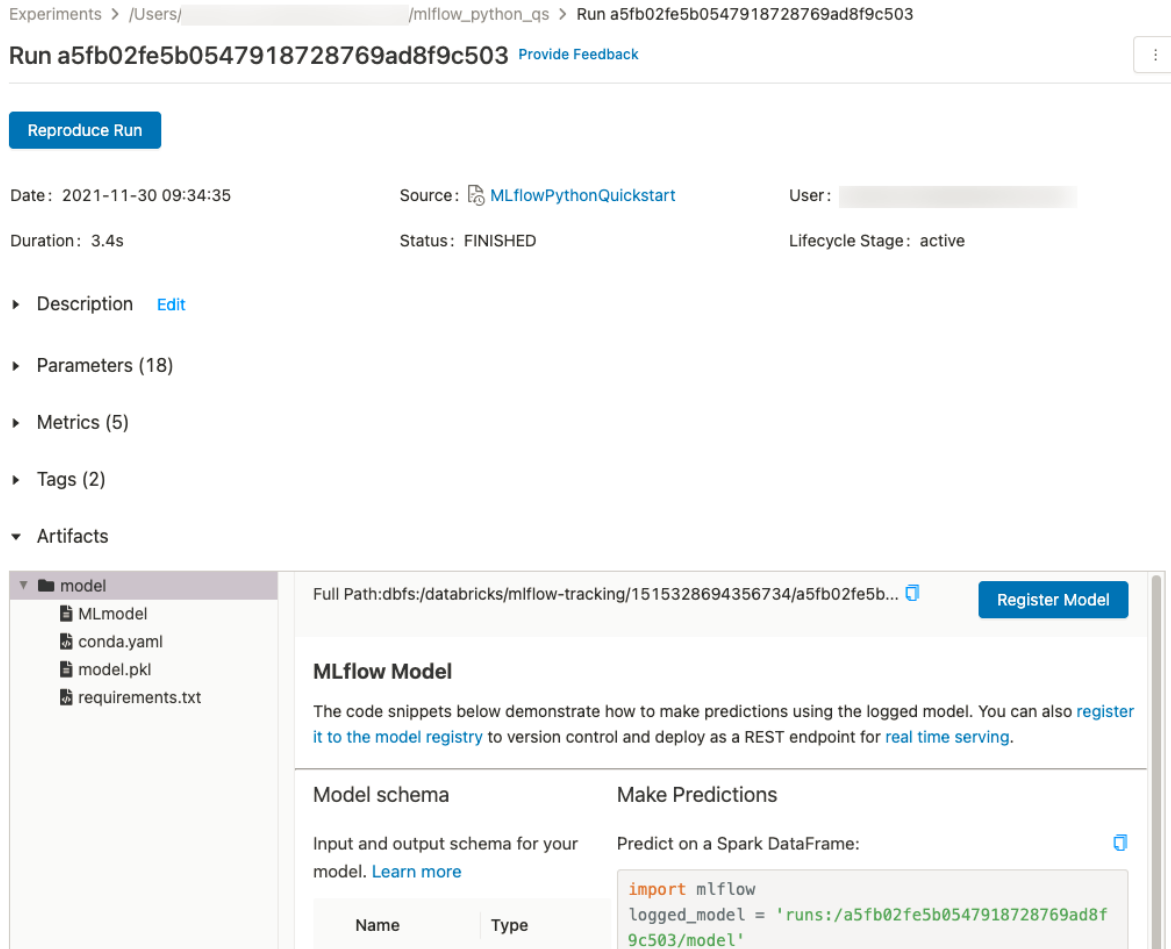 Experiments > /Users/ /mlflow_python_qs > Run a5fb02fe5b0547918728769ad8f9c503
Run a5fb02fe5b0547918728769ad8f9c503 Provide Feedback
Reproduce Run
Date: 2021-11-30 09:34:35 Source: MLflowPythonQuickstart User:
Duration: 3.4s Status: FINISHED Lifecycle Stage: active
Description Edit
Parameters (18)
Metrics (5)
Tags (2)
Artifacts
model
MLmodel
conda.yaml
model.pkl
requirements.txt
Full Path:dbfs:/databricks/mlflow-tracking/1515328694356734/a5fb02fe5b... Register Model
MLflow Model
The code snippets below demonstrate how to make predictions using the logged model. You can also register
it to the model registry to version control and deploy as a REST endpoint for real time serving.
Model schema
Input and output schema for your
model. Learn more
Name Type
Make Predictions
Predict on a Spark DataFrame:
import mlflow
logged_model = 'runs:/a5fb02fe5b0547918728769ad8f
9c503/model'